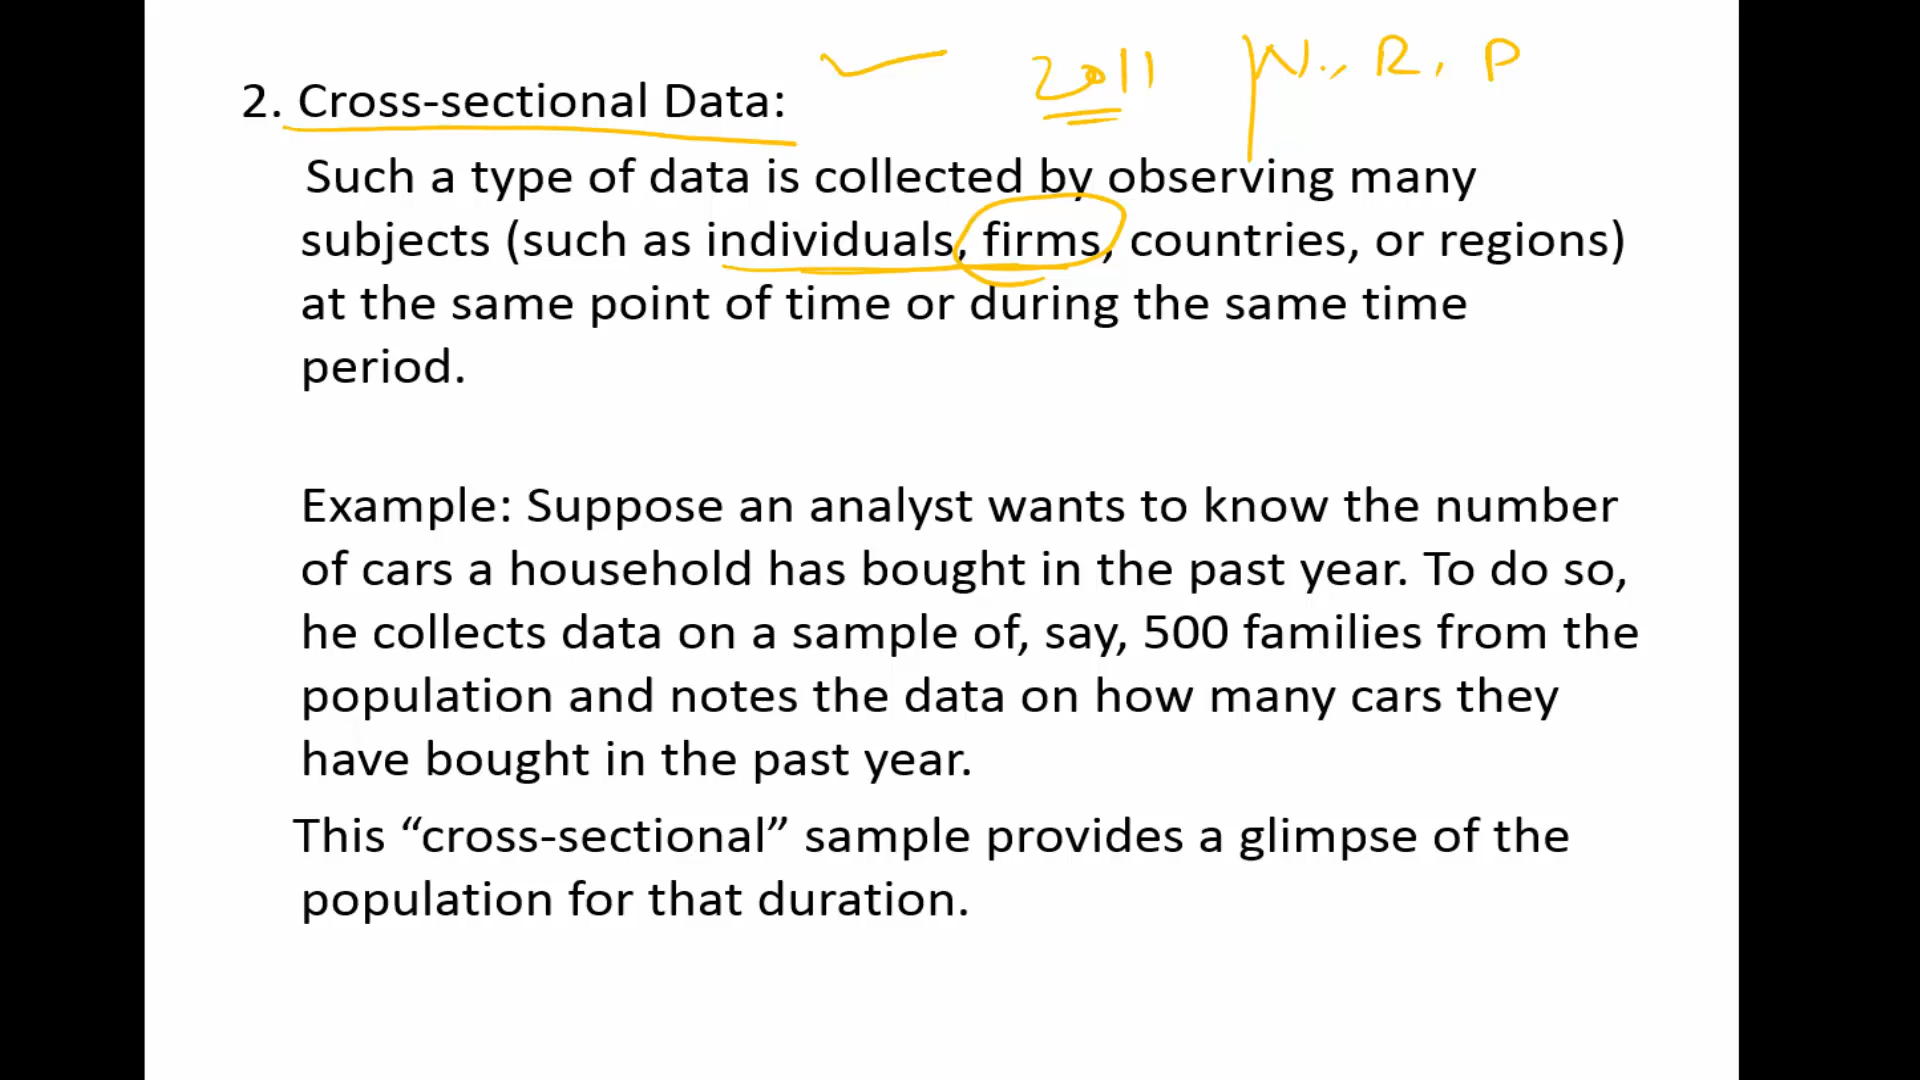 2011 W., R, P
2. Cross-sectional Data:
Such a type of data is collected by observing many
subjects (such as individuals, firms, countries, or regions)
at the same point of time or during the same time
period.
Example: Suppose an analyst wants to know the number
of cars a household has bought in the past year. To do so,
he collects data on a sample of, say, 500 families from the
population and notes the data on how many cars they
have bought in the past year.
This “cross-sectional” sample provides a glimpse of the
population for that duration.